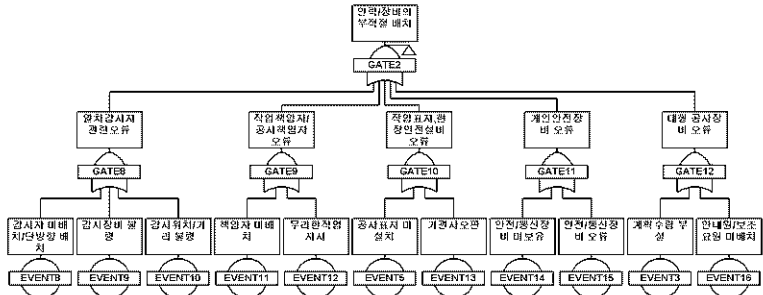 인력/장비의
부적절 배치
GATE2
열차감시자
관련오류
작업책임자/
공사책임자
오류
작업표지,현
장안전설비
오류
개인안전장
비 오류
대형 공사장
비 오류
GATE8
GATE9
GATE10
GATE11
GATE12
감시자 미배
치/단방향 배
치
감시장비 불
량
감시위치/거
리 불량
책임자 미배
치
무리한작업
지시
공사표지 미
설치
기관사오판
안전/통신장
비 미보유
안전/통신장
비 오류
계획 수립 부
실
안내원/보조
요원 미배치
EVENT8
EVENT9
EVENT10
EVENT11
EVENT12
EVENT5
EVENT13
EVENT14
EVENT15
EVENT3
EVENT16